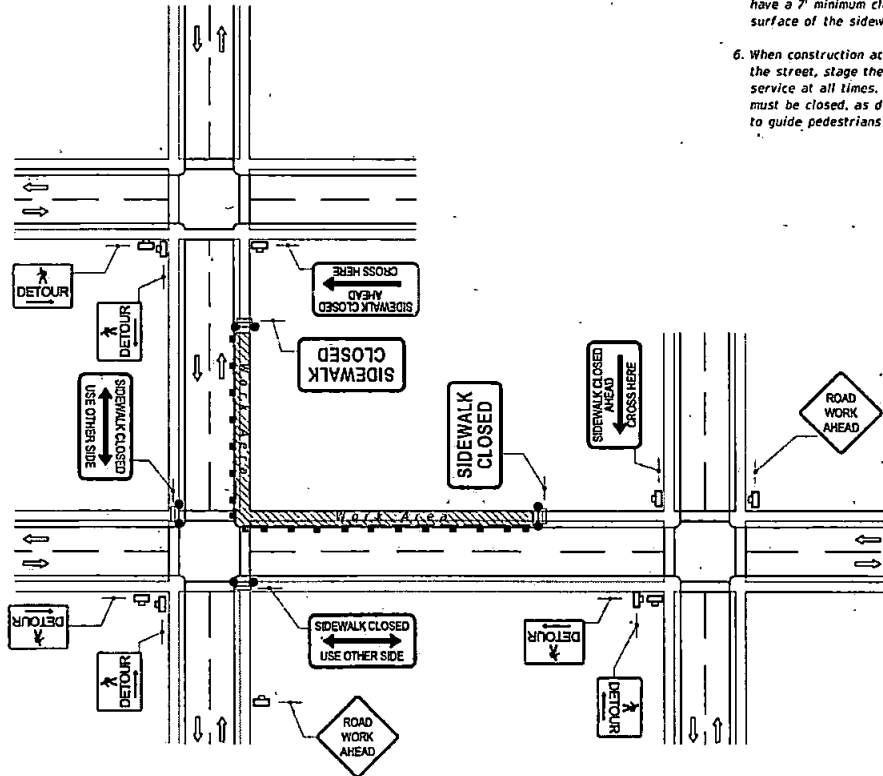 have a 7' minimum cl
surface of the sidew
6. When construction ac
the street, stage the
service at all times.
must be closed, as d
to guide pedestrians
DETOUR
DETOUR
SIDEWALK CLOSED
AHEAD
CROSS HERE
SIDEWALK
CLOSED
SIDEWALK CLOSED
USE OTHER SIDE
Work Area
SIDEWALK
CLOSED
SIDEWALK CLOSED
AHEAD
CROSS HERE
ROAD
WORK
AHEAD
Work Area
DETOUR
DETOUR
SIDEWALK CLOSED
USE OTHER SIDE
ROAD
WORK
AHEAD
DETOUR
DETOUR